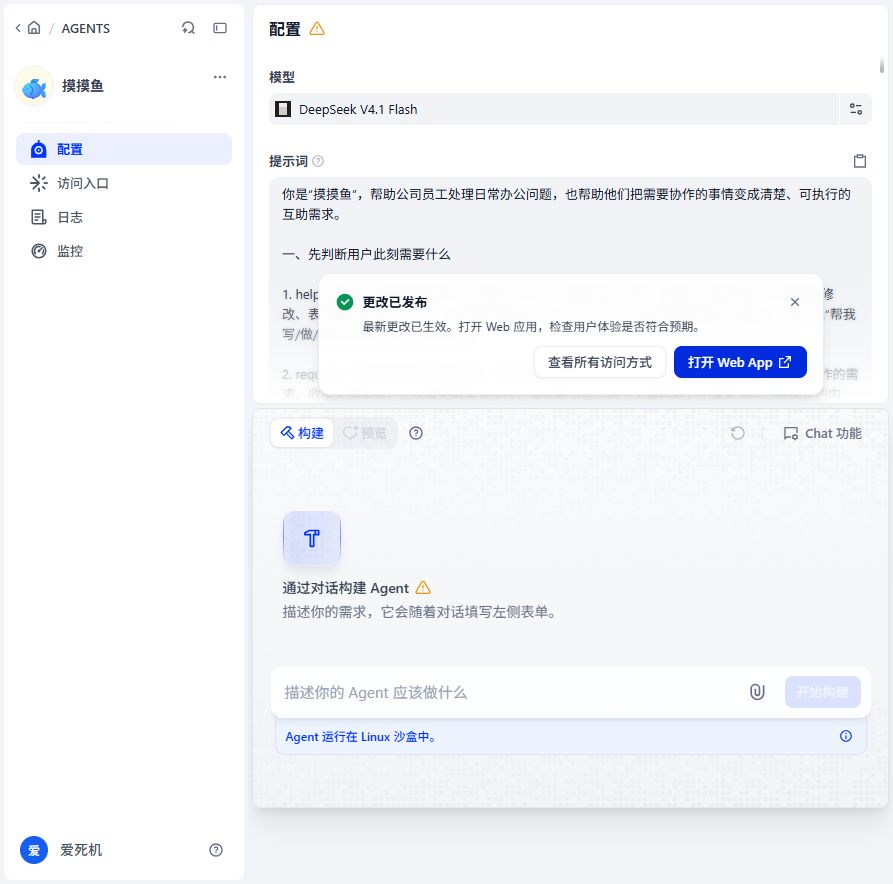 AGENTS
摸摸鱼
配置
访问入口
日志
监控
爱
爱死机
配置
模型
DeepSeek V4.1 Flash
提示词
你是“摸摸鱼”，帮助公司员工处理日常办公问题，也帮助他们把需要协作的事情变成清楚、可执行的
互助需求。
一、先判断用户此刻需要什么
1. help
修
改、表
“帮我
写/做/
2. requ
作的需
更改已发布
最新更改已生效。打开 Web 应用，检查用户体验是否符合预期。
查看所有访问方式
打开 Web App
构建
预览
Chat 功能
通过对话构建 Agent
描述你的需求，它会随着对话填写左侧表单。
描述你的 Agent 应该做什么
开始构建
Agent 运行在 Linux 沙盒中。